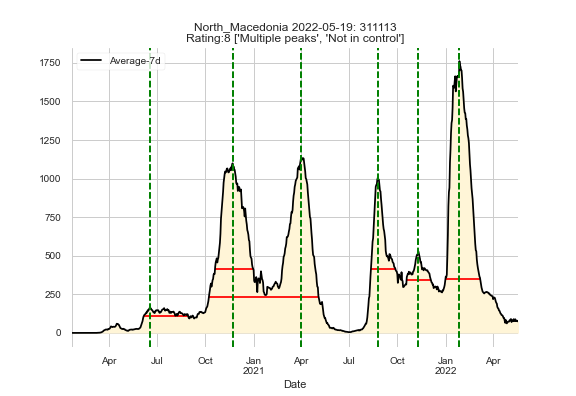 North_Macedonia 2022-05-19: 311113
Rating:8 ['Multiple peaks', 'Not in control']
Average-7d
1750
1500
1250
1000
750
500
250
0
Apr Jul Oct Jan Apr Jul Oct Jan Apr
2021 2022
Date